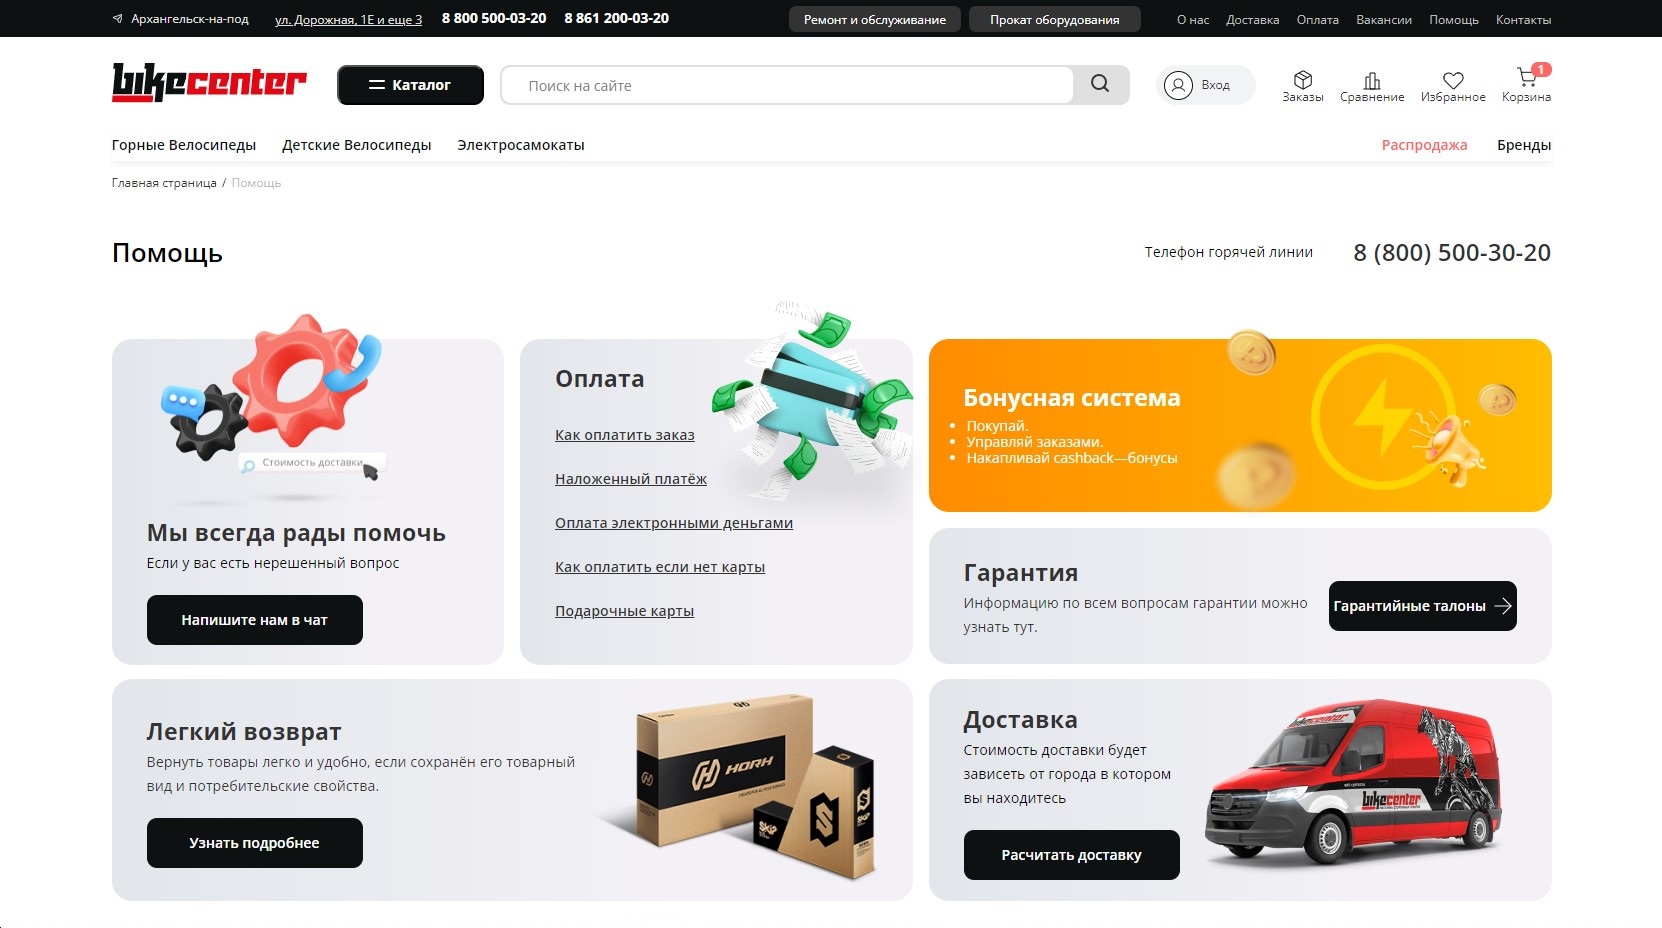 Архангельск-на-под
ул. Дорожная, 1Е и еще 3
8 800 500-03-20
8 861 200-03-20
Ремонт и обслуживание
Прокат оборудования
О нас
Доставка
Оплата
Вакансии
Помощь
Контакты
bikecenter
Каталог
Поиск на сайте
Вход
Заказы
Сравнение
Избранное
1
Корзина
Горные Велосипеды
Детские Велосипеды
Электросамокаты
Распродажа
Бренды
Главная страница / Помощь
Помощь
Телефон горячей линии
8 (800) 500-30-20
Стоимость доставки
Мы всегда рады помочь
Если у вас есть нерешенный вопрос
Напишите нам в чат
Оплата
Как оплатить заказ
Наложенный платёж
Оплата электронными деньгами
Как оплатить если нет карты
Подарочные карты
Бонусная система
Покупай.
Управляй заказами.
Накапливай cashback—бонусы
Гарантия
Информацию по всем вопросам гарантии можно
узнать тут.
Гарантийные талоны
Легкий возврат
Вернуть товары легко и удобно, если сохранён его товарный
вид и потребительские свойства.
Узнать подробнее
HORH
SKIP
SKIP
Доставка
Стоимость доставки будет
зависеть от города в котором
вы находитесь
Расчитать доставку
bikecenter
bikecenter